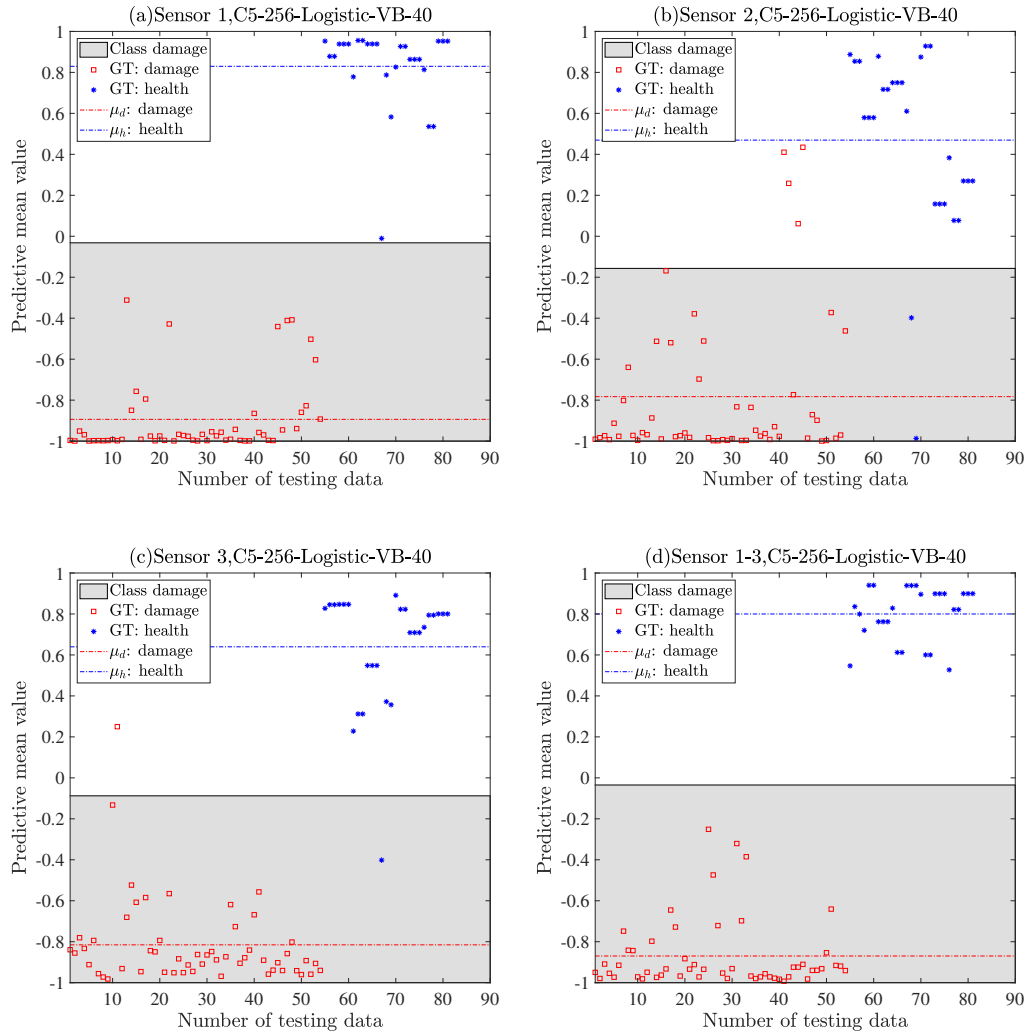 (a)Sensor 1,C5-256-Logistic-VB-40
Class damage
GT: damage
GT: health
μd: damage
μh: health
1
0.8
0.6
0.4
0.2
0
-0.2
-0.4
-0.6
-0.8
-1
Predictive mean value
10 20 30 40 50 60 70 80 90
Number of testing data
(b)Sensor 2,C5-256-Logistic-VB-40
Class damage
GT: damage
GT: health
μd: damage
μh: health
1
0.8
0.6
0.4
0.2
0
-0.2
-0.4
-0.6
-0.8
-1
Predictive mean value
10 20 30 40 50 60 70 80 90
Number of testing data
(c)Sensor 3,C5-256-Logistic-VB-40
Class damage
GT: damage
GT: health
μd: damage
μh: health
1
0.8
0.6
0.4
0.2
0
-0.2
-0.4
-0.6
-0.8
-1
Predictive mean value
10 20 30 40 50 60 70 80 90
Number of testing data
(d)Sensor 1-3,C5-256-Logistic-VB-40
Class damage
GT: damage
GT: health
μd: damage
μh: health
1
0.8
0.6
0.4
0.2
0
-0.2
-0.4
-0.6
-0.8
-1
Predictive mean value
10 20 30 40 50 60 70 80 90
Number of testing data